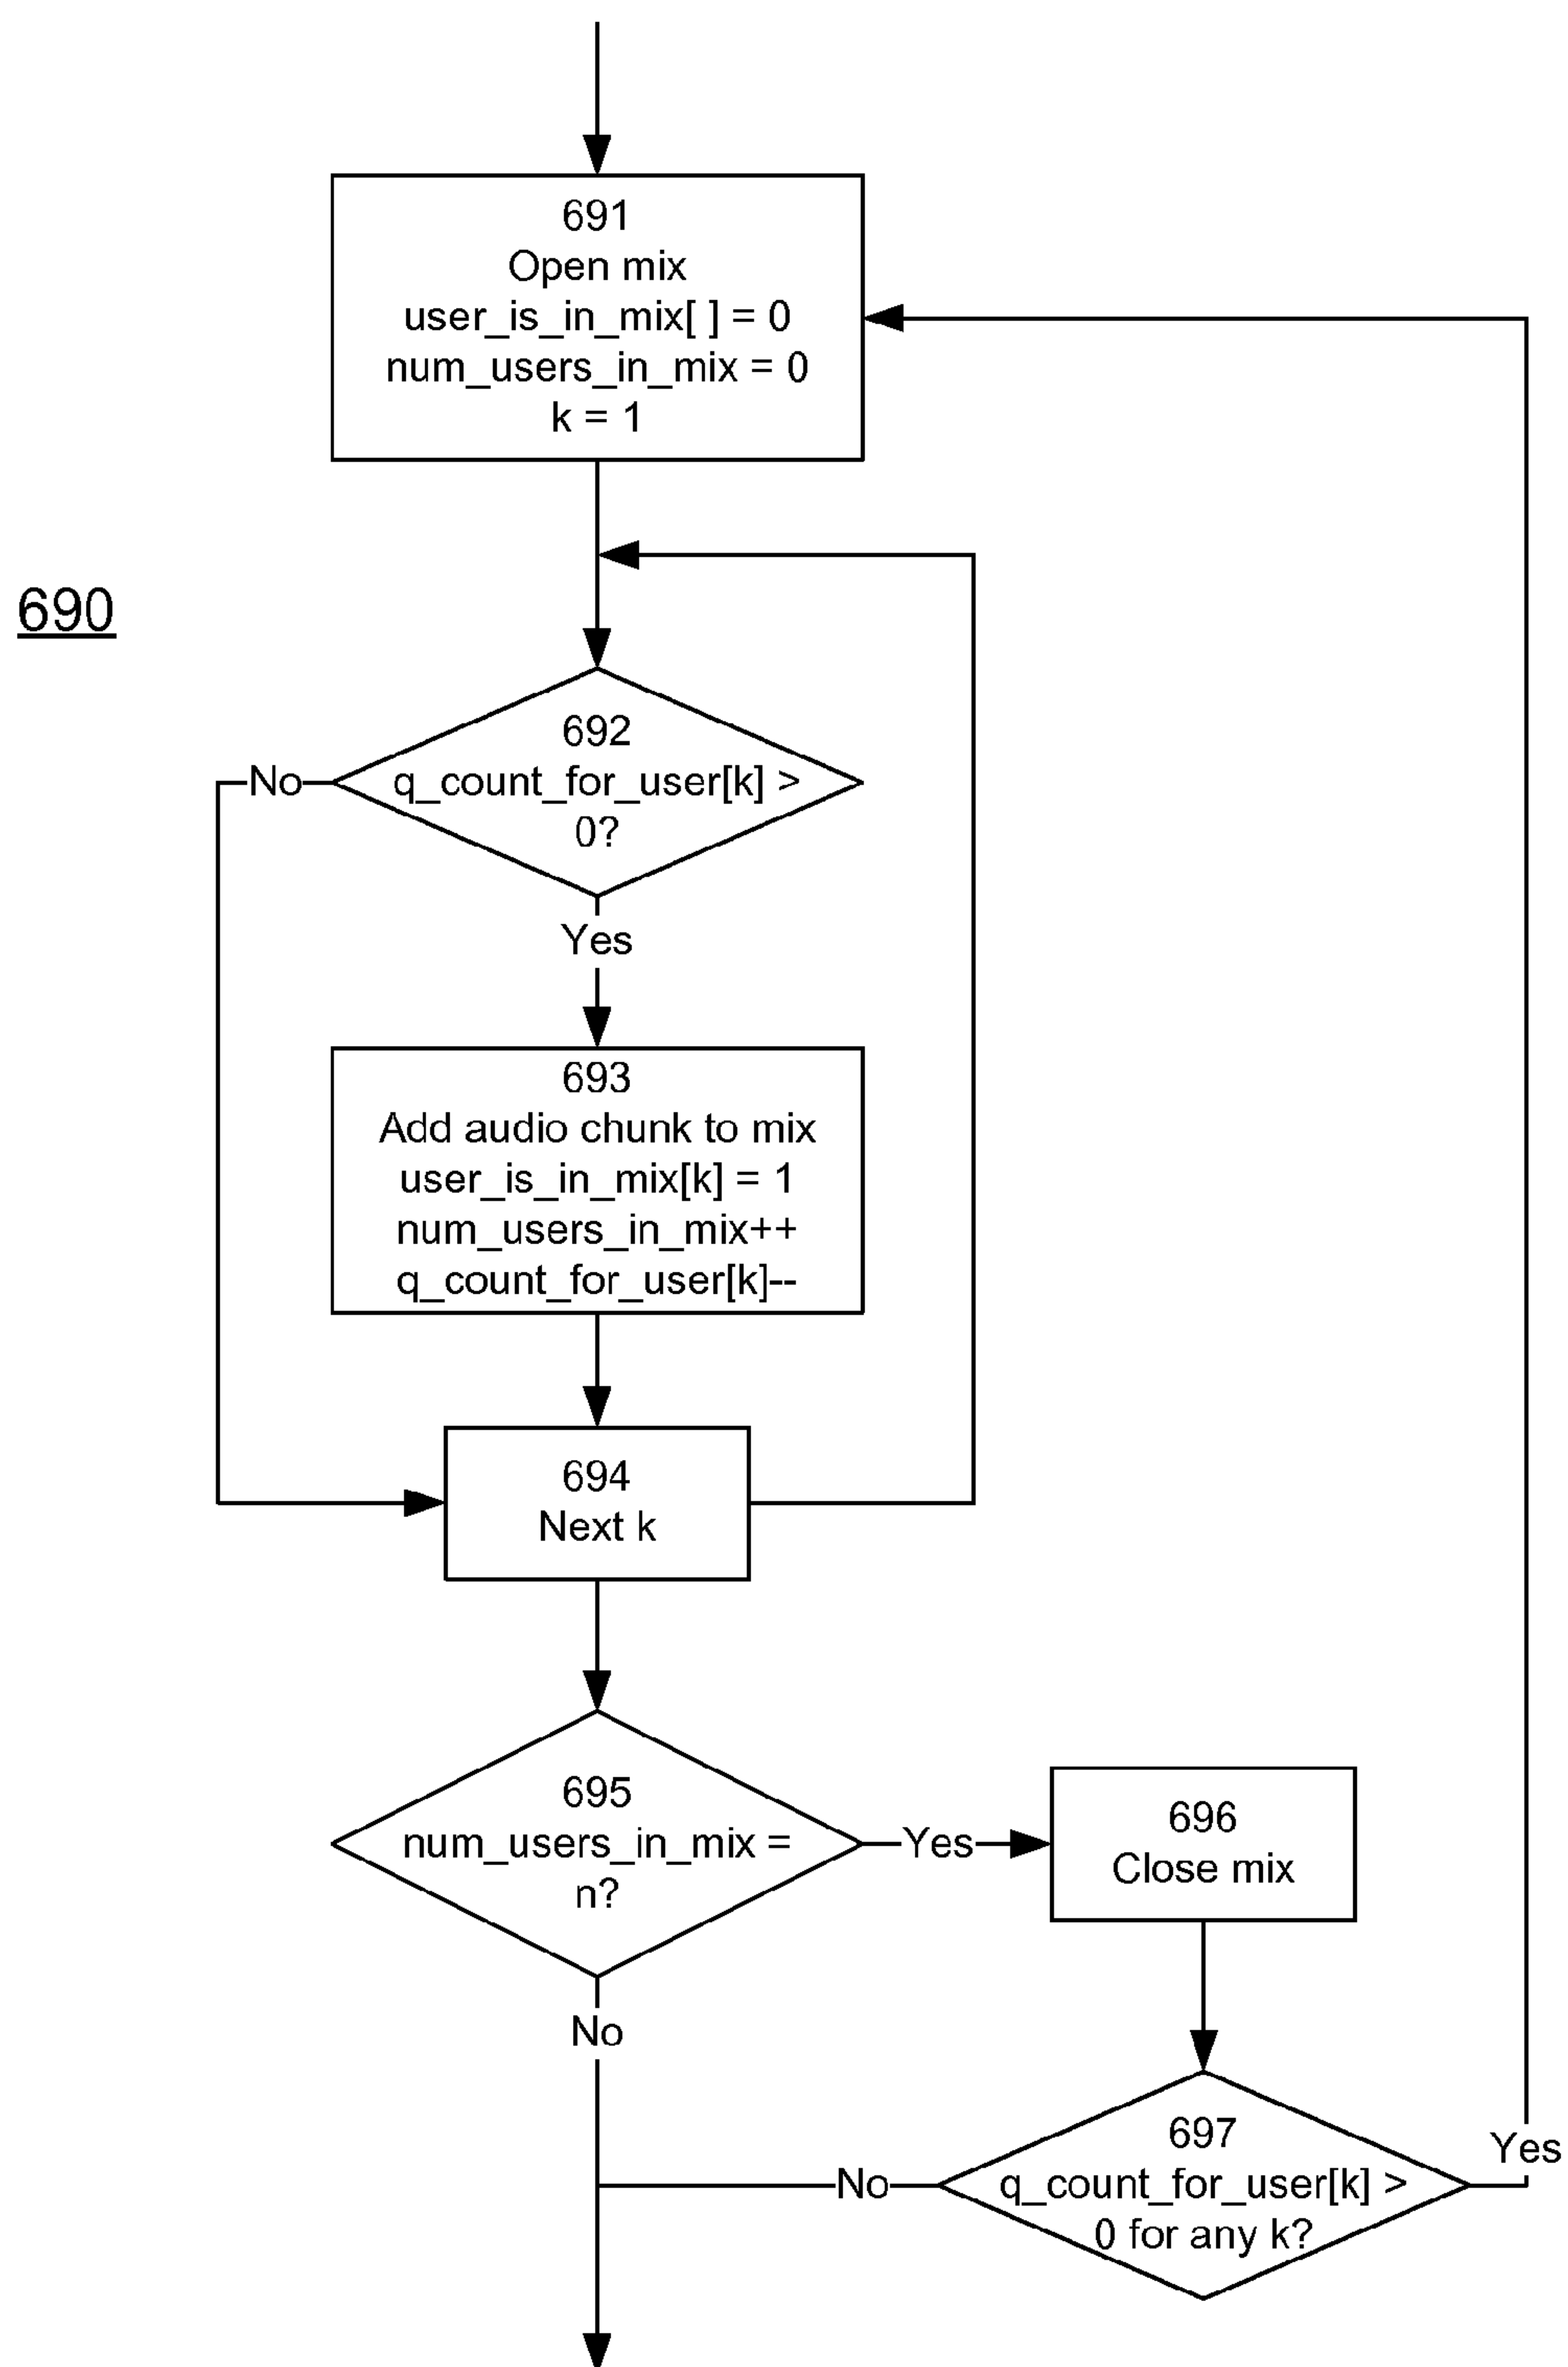 691
Open mix
user_is_in_mix[ ] = 0
num_users_in_mix = 0
k = 1
690
692
q_count_for_user[k] >
0?
No
Yes
693
Add audio chunk to mix
user_is_in_mix[k] = 1
num_users_in_mix++
q_count_for_user[k]--
694
Next k
695
num_users_in_mix =
n?
Yes
696
Close mix
No
697
q_count_for_user[k] >
0 for any k?
No
Yes